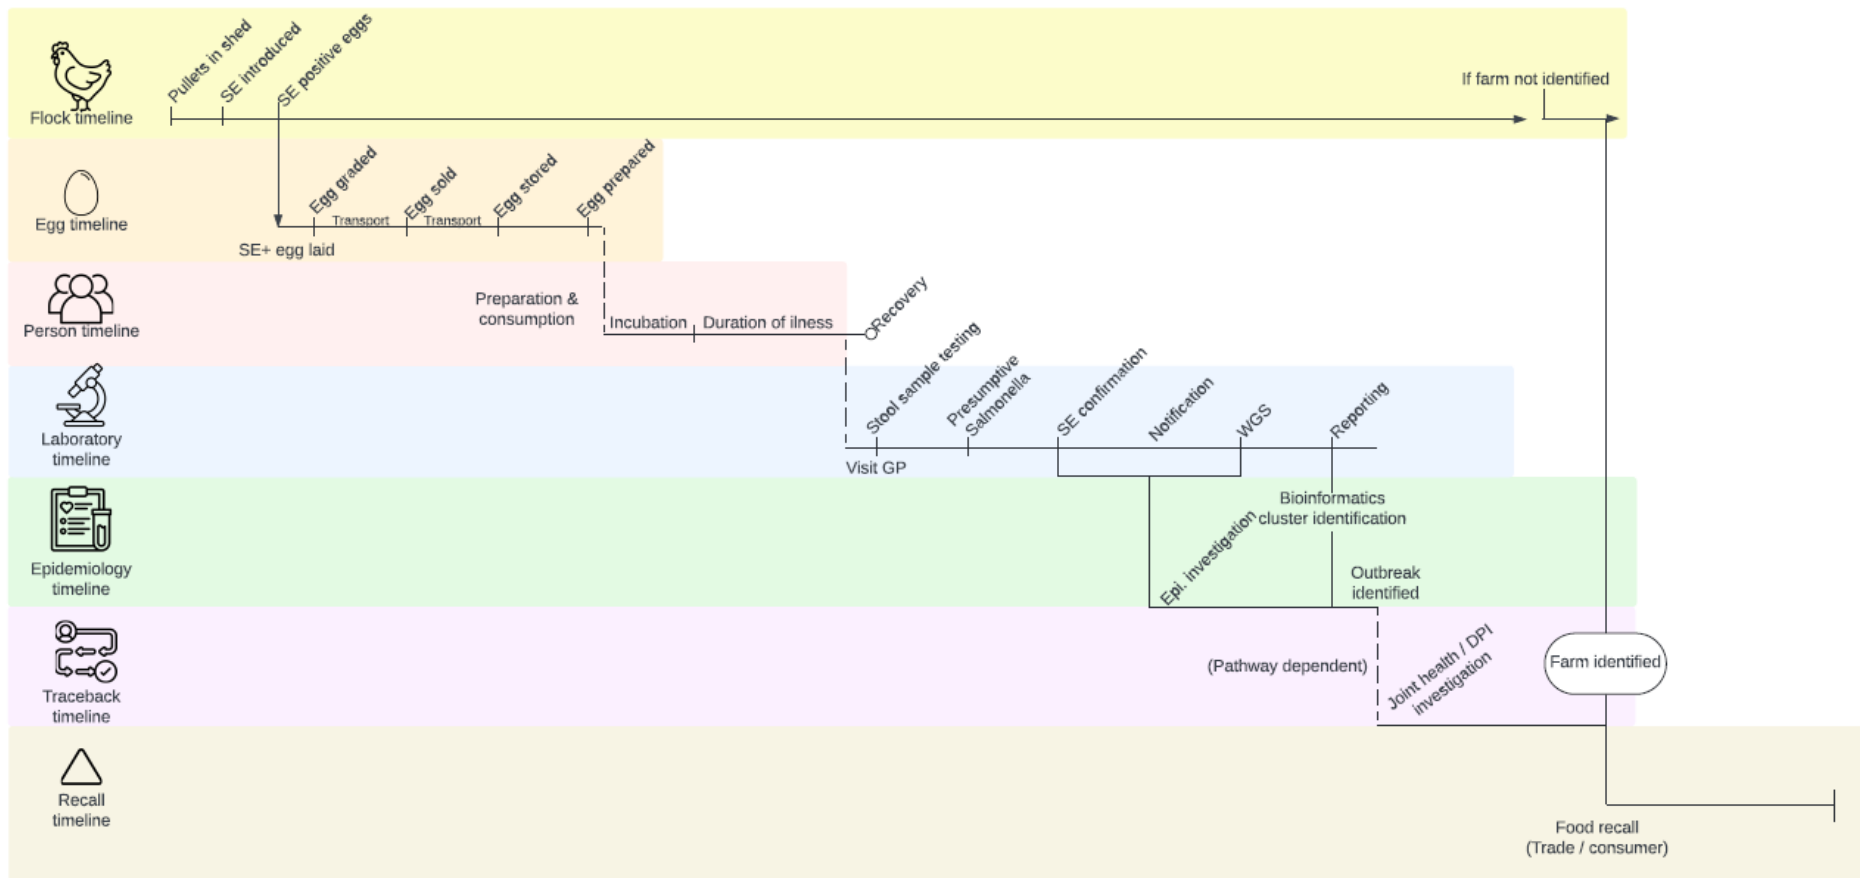 Pullets in shed
SE introduced
SE positive eggs
If farm not identified
Flock timeline
Egg graded
Egg sold
Egg stored
Egg prepared
Transport
Transport
Egg timeline
SE+ egg laid
Preparation &
consumption
Incubation
Duration of ilness
Recovery
Person timeline
Stool sample testing
Presumptive
Salmonella
SE confirmation
Notification
WGS
Reporting
Laboratory
timeline
Visit GP
Bioinformatics
cluster identification
Epi. investigation
Outbreak
identified
Epidemiology
timeline
(Pathway dependent)
Joint health / DPI
investigation
Farm identified
Traceback
timeline
Recall
timeline
Food recall
(Trade / consumer)